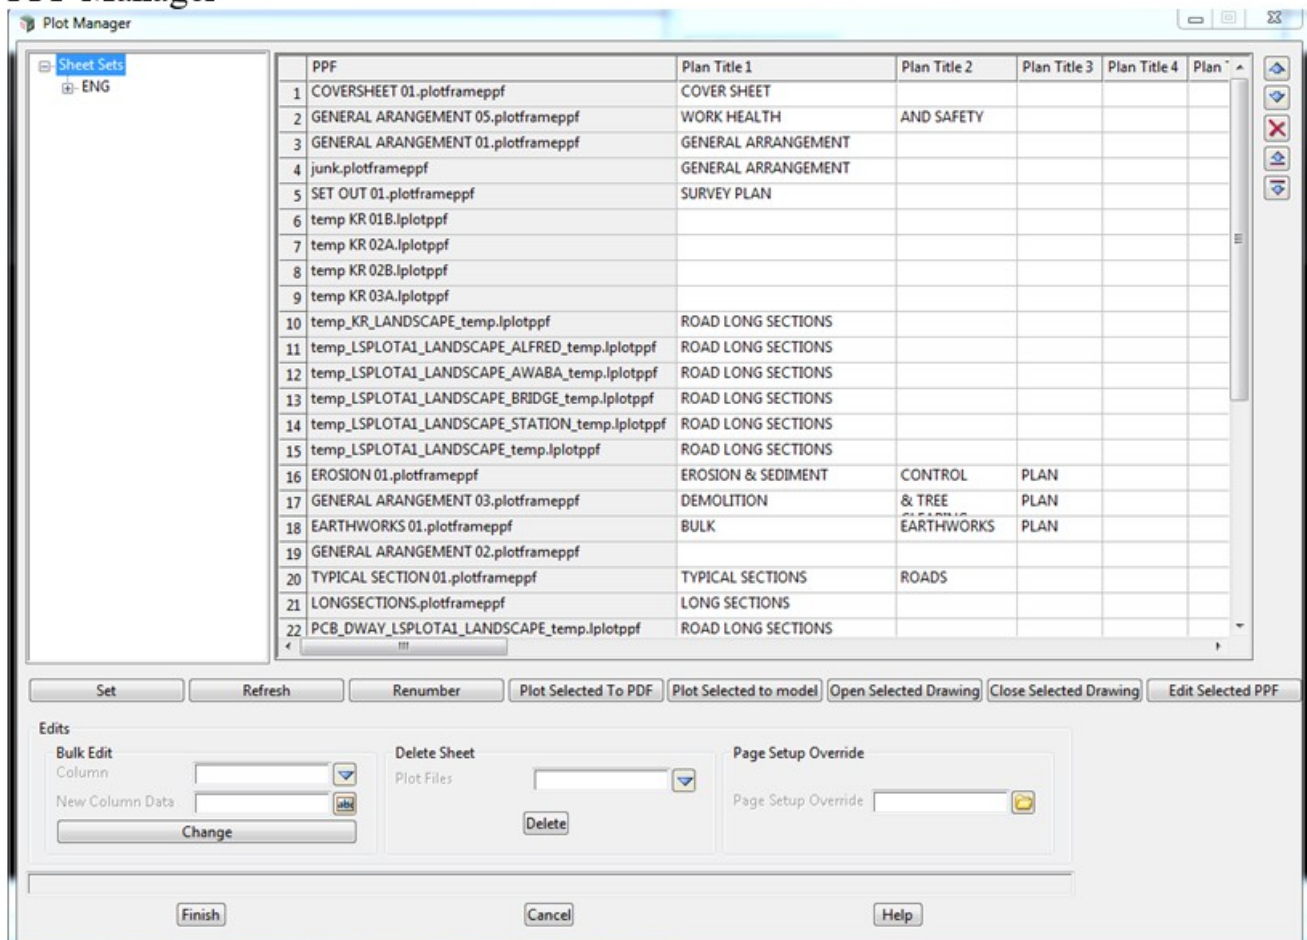 Plot Manager
Sheet Sets
ENG
PPF Plan Title 1 Plan Title 2 Plan Title 3 Plan Title 4 Plan
1 COVERSHEET 01.plotframeppf COVER SHEET
2 GENERAL ARANGEMENT 05.plotframeppf WORK HEALTH AND SAFETY
3 GENERAL ARANGEMENT 01.plotframeppf GENERAL ARRANGEMENT
4 junk.plotframeppf GENERAL ARRANGEMENT
5 SET OUT 01.plotframeppf SURVEY PLAN
6 temp KR 01B.lplotppf
7 temp KR 02A.lplotppf
8 temp KR 02B.lplotppf
9 temp KR 03A.lplotppf
10 temp_KR_LANDSCAPE_temp.lplotppf ROAD LONG SECTIONS
11 temp_LSPLOTA1_LANDSCAPE_ALFRED_temp.lplotppf ROAD LONG SECTIONS
12 temp_LSPLOTA1_LANDSCAPE_AWABA_temp.lplotppf ROAD LONG SECTIONS
13 temp_LSPLOTA1_LANDSCAPE_BRIDGE_temp.lplotppf ROAD LONG SECTIONS
14 temp_LSPLOTA1_LANDSCAPE_STATION_temp.lplotppf ROAD LONG SECTIONS
15 temp_LSPLOTA1_LANDSCAPE_temp.lplotppf ROAD LONG SECTIONS
16 EROSION 01.plotframeppf EROSION & SEDIMENT CONTROL PLAN
17 GENERAL ARANGEMENT 03.plotframeppf DEMOLITION & TREE PLAN
18 EARTHWORKS 01.plotframeppf BULK EARTHWORKS PLAN
19 GENERAL ARANGEMENT 02.plotframeppf
20 TYPICAL SECTION 01.plotframeppf TYPICAL SECTIONS ROADS
21 LONGSECTIONS.plotframeppf LONG SECTIONS
22 PCB_DWAY_LSPLOTA1_LANDSCAPE_temp.lplotppf ROAD LONG SECTIONS
Set Refresh Renumber Plot Selected To PDF Plot Selected to model Open Selected Drawing Close Selected Drawing Edit Selected PPF
Edits
Bulk Edit Delete Sheet Page Setup Override
Column Plot Files
New Column Data abc Page Setup Override
Change Delete
Finish Cancel Help